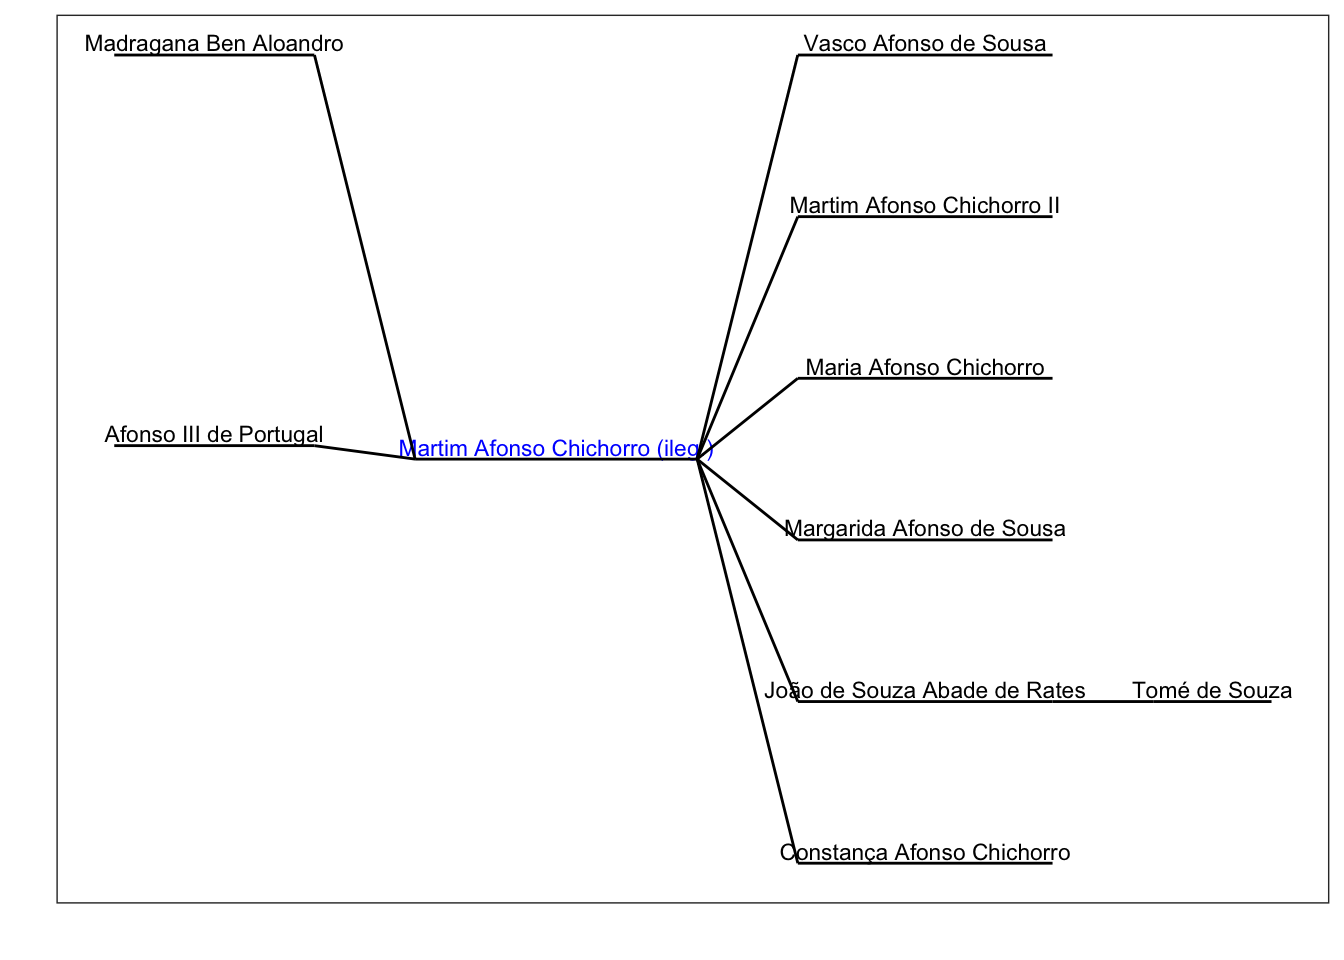 Madragana Ben Aloandro
Vasco Afonso de Sousa
Martim Afonso Chichorro II
Maria Afonso Chichorro
Afonso III de Portugal
Martim Afonso Chichorro (ileg.)
Margarida Afonso de Sousa
João de Souza Abade de Rates
Tomé de Souza
Constança Afonso Chichorro